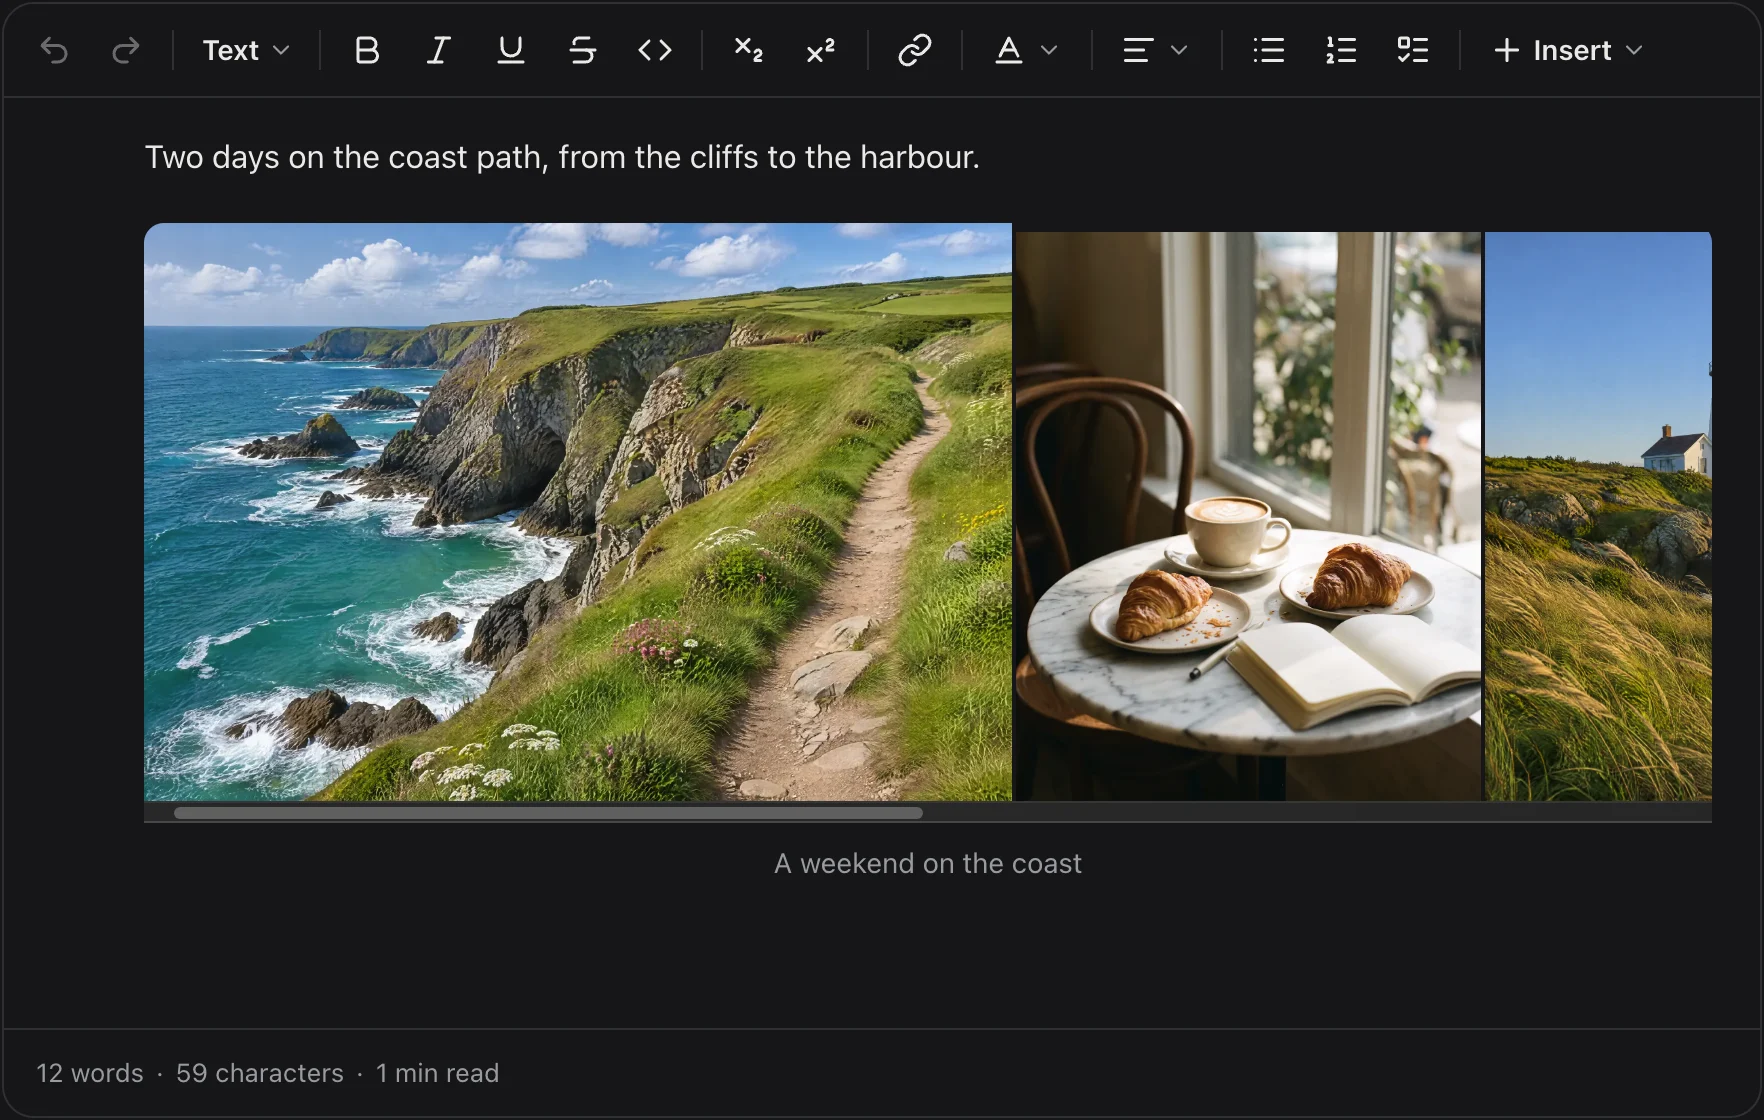 Text
Insert
Two days on the coast path, from the cliffs to the harbour.
A weekend on the coast
12 words · 59 characters · 1 min read